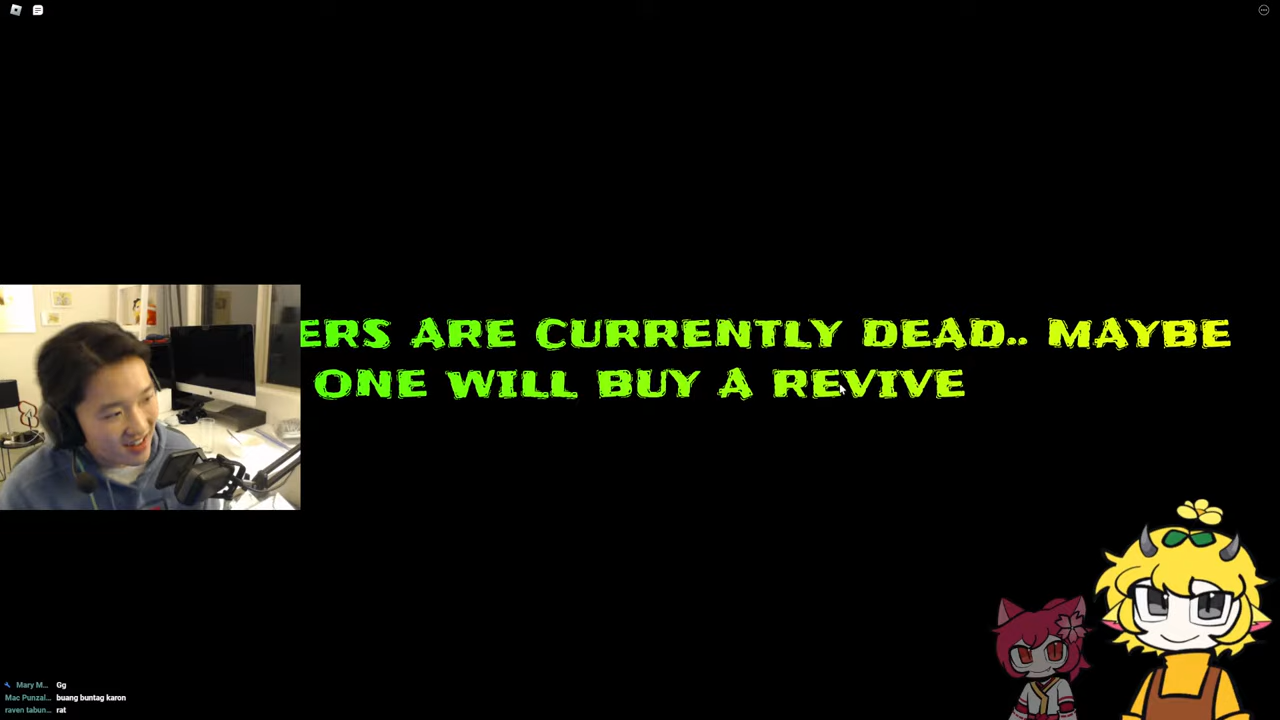 ERS ARE CURRENTLY DEAD.. MAYBE
ONE WILL BUY A REVIVE
Mary M... Gg
Mac Punzal... buang buntag karon
raven tabun... rat